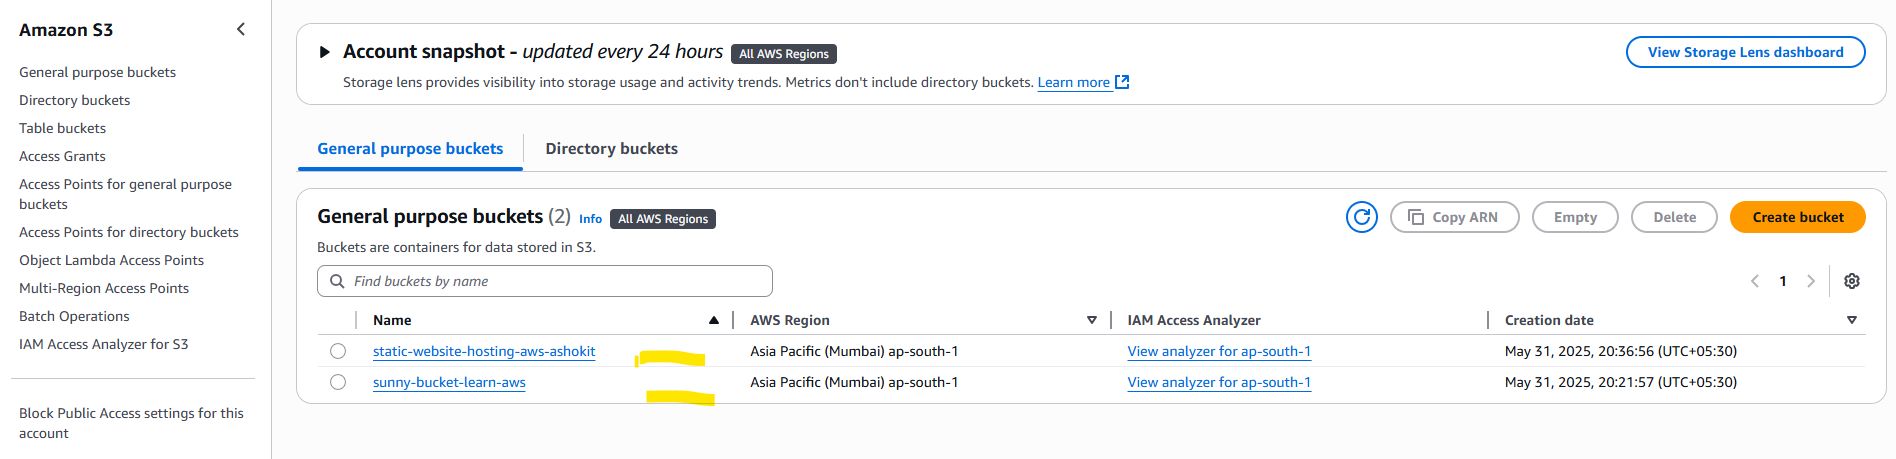 Amazon S3
General purpose buckets
Directory buckets
Table buckets
Access Grants
Access Points for general purpose
buckets
Access Points for directory buckets
Object Lambda Access Points
Multi-Region Access Points
Batch Operations
IAM Access Analyzer for S3
Block Public Access settings for this
account
Account snapshot - updated every 24 hours All AWS Regions
View Storage Lens dashboard
Storage lens provides visibility into storage usage and activity trends. Metrics don't include directory buckets. Learn more
General purpose buckets Directory buckets
General purpose buckets (2) Info All AWS Regions
Copy ARN Empty Delete Create bucket
Buckets are containers for data stored in S3.
Find buckets by name
1
Name AWS Region IAM Access Analyzer Creation date
static-website-hosting-aws-ashokit Asia Pacific (Mumbai) ap-south-1 View analyzer for ap-south-1 May 31, 2025, 20:36:56 (UTC+05:30)
sunny-bucket-learn-aws Asia Pacific (Mumbai) ap-south-1 View analyzer for ap-south-1 May 31, 2025, 20:21:57 (UTC+05:30)